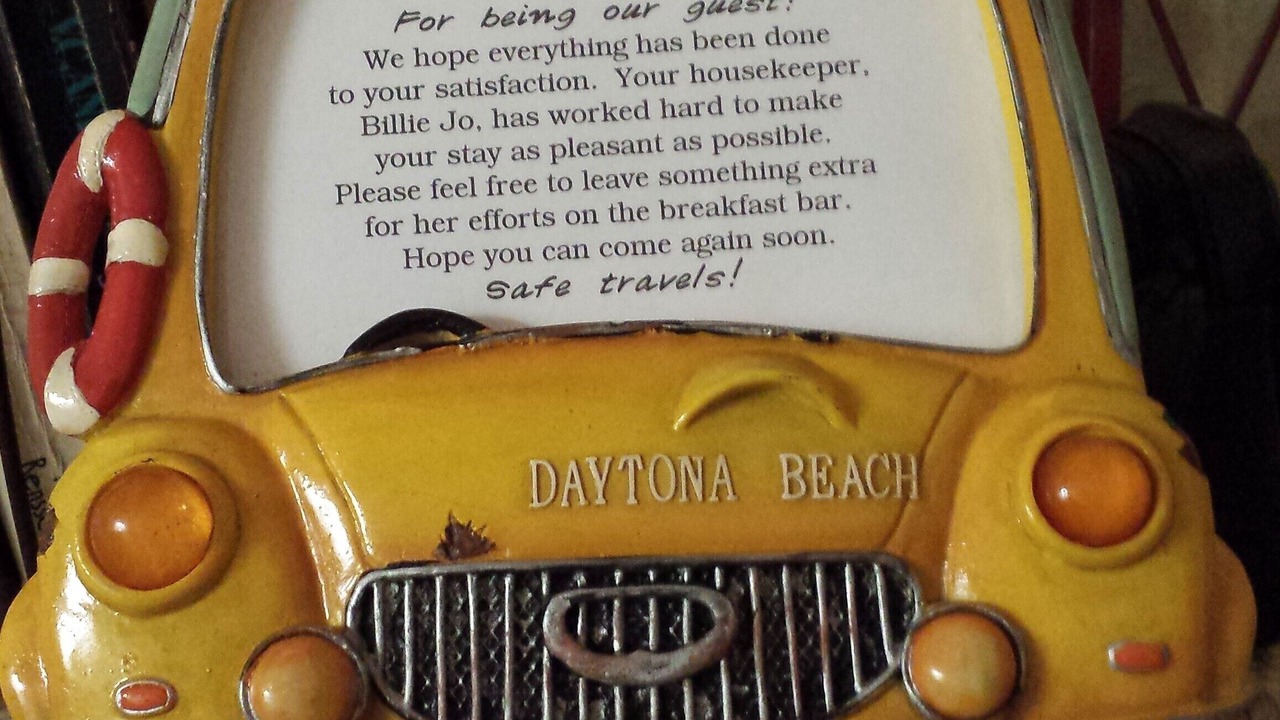 For being our guest!
We hope everything has been done
to your satisfaction. Your housekeeper,
Billie Jo, has worked hard to make
your stay as pleasant as possible.
Please feel free to leave something extra
for her efforts on the breakfast bar.
Hope you can come again soon.
Safe travels!
DAYTONA BEACH